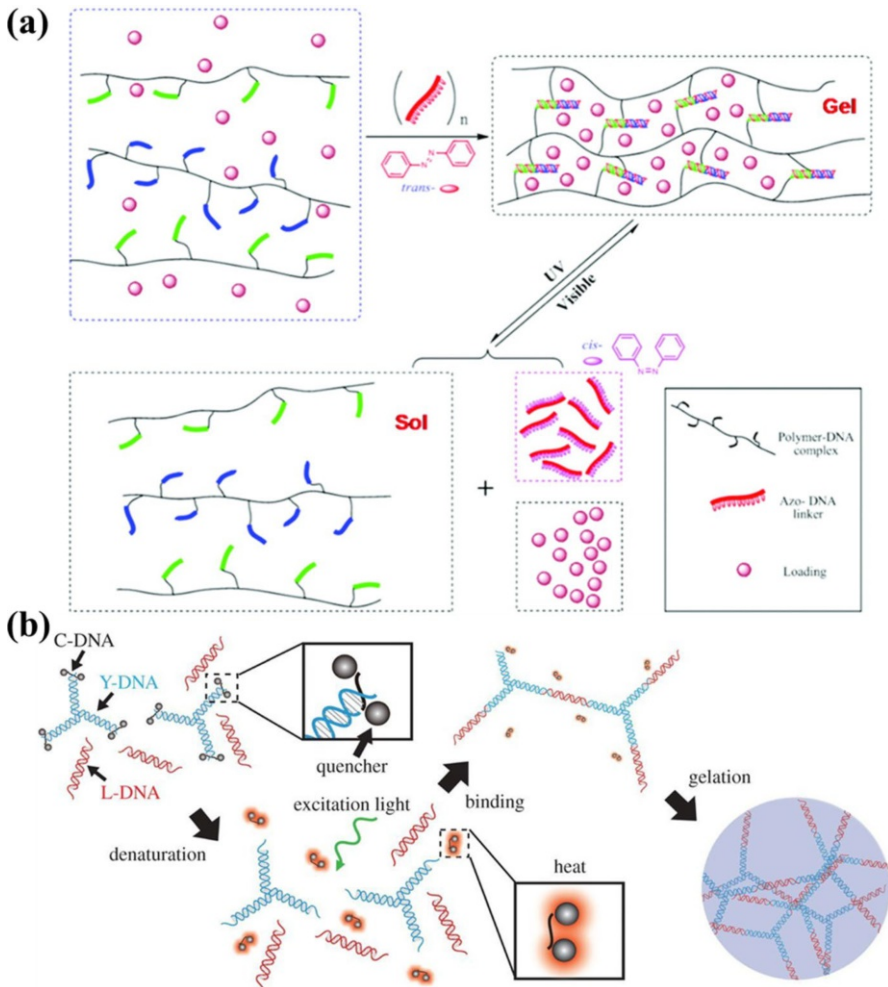 (a)
n
N
N
trans-
Gel
UV
Visible
cis-
N=N
Sol
+
Polymer-DNA
complex
Azo- DNA
linker
Loading
(b)
C-DNA
Y-DNA
L-DNA
quencher
denaturation
excitation light
binding
gelation
heat